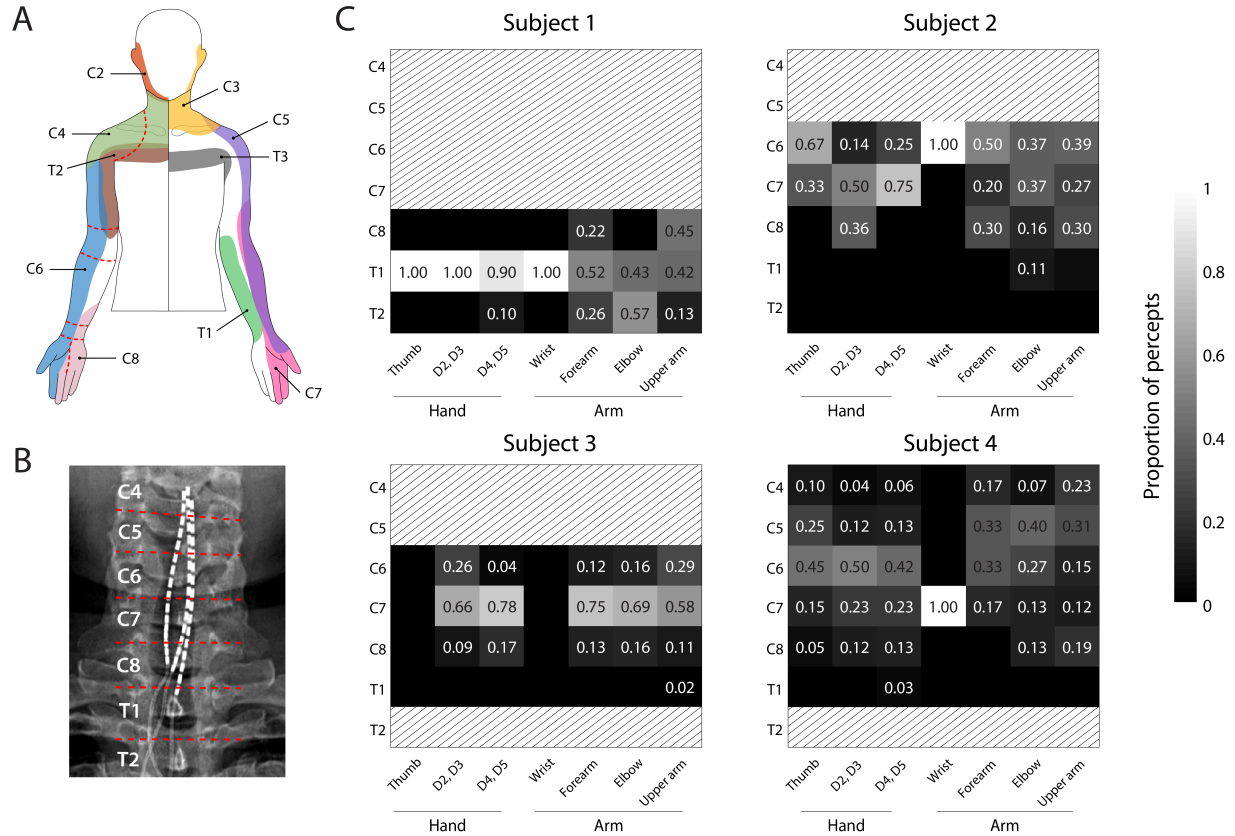 A
C2
C3
C4
C5
T2
T3
C6
T1
C8
C7
B
C4
C5
C6
C7
C8
T1
T2
C
Subject 1
C4
C5
C6
C7
C8 0.22 0.45
T1 1.00 1.00 0.90 1.00 0.52 0.43 0.42
T2 0.10 0.26 0.57 0.13
Thumb D2, D3 D4, D5 Wrist Forearm Elbow Upper arm
Hand Arm
Subject 2
C4
C5
C6 0.67 0.14 0.25 1.00 0.50 0.37 0.39
C7 0.33 0.50 0.75 0.20 0.37 0.27
C8 0.36 0.30 0.16 0.30
T1 0.11
T2
Thumb D2, D3 D4, D5 Wrist Forearm Elbow Upper arm
Hand Arm
Subject 3
C4
C5
C6 0.26 0.04 0.12 0.16 0.29
C7 0.66 0.78 0.75 0.69 0.58
C8 0.09 0.17 0.13 0.16 0.11
T1 0.02
T2
Thumb D2, D3 D4, D5 Wrist Forearm Elbow Upper arm
Hand Arm
Subject 4
C4 0.10 0.04 0.06 0.17 0.07 0.23
C5 0.25 0.12 0.13 0.33 0.40 0.31
C6 0.45 0.50 0.42 0.33 0.27 0.15
C7 0.15 0.23 0.23 1.00 0.17 0.13 0.12
C8 0.05 0.12 0.13 0.13 0.19
T1 0.03
T2
Thumb D2, D3 D4, D5 Wrist Forearm Elbow Upper arm
Hand Arm
Proportion of percepts
1
0.8
0.6
0.4
0.2
0